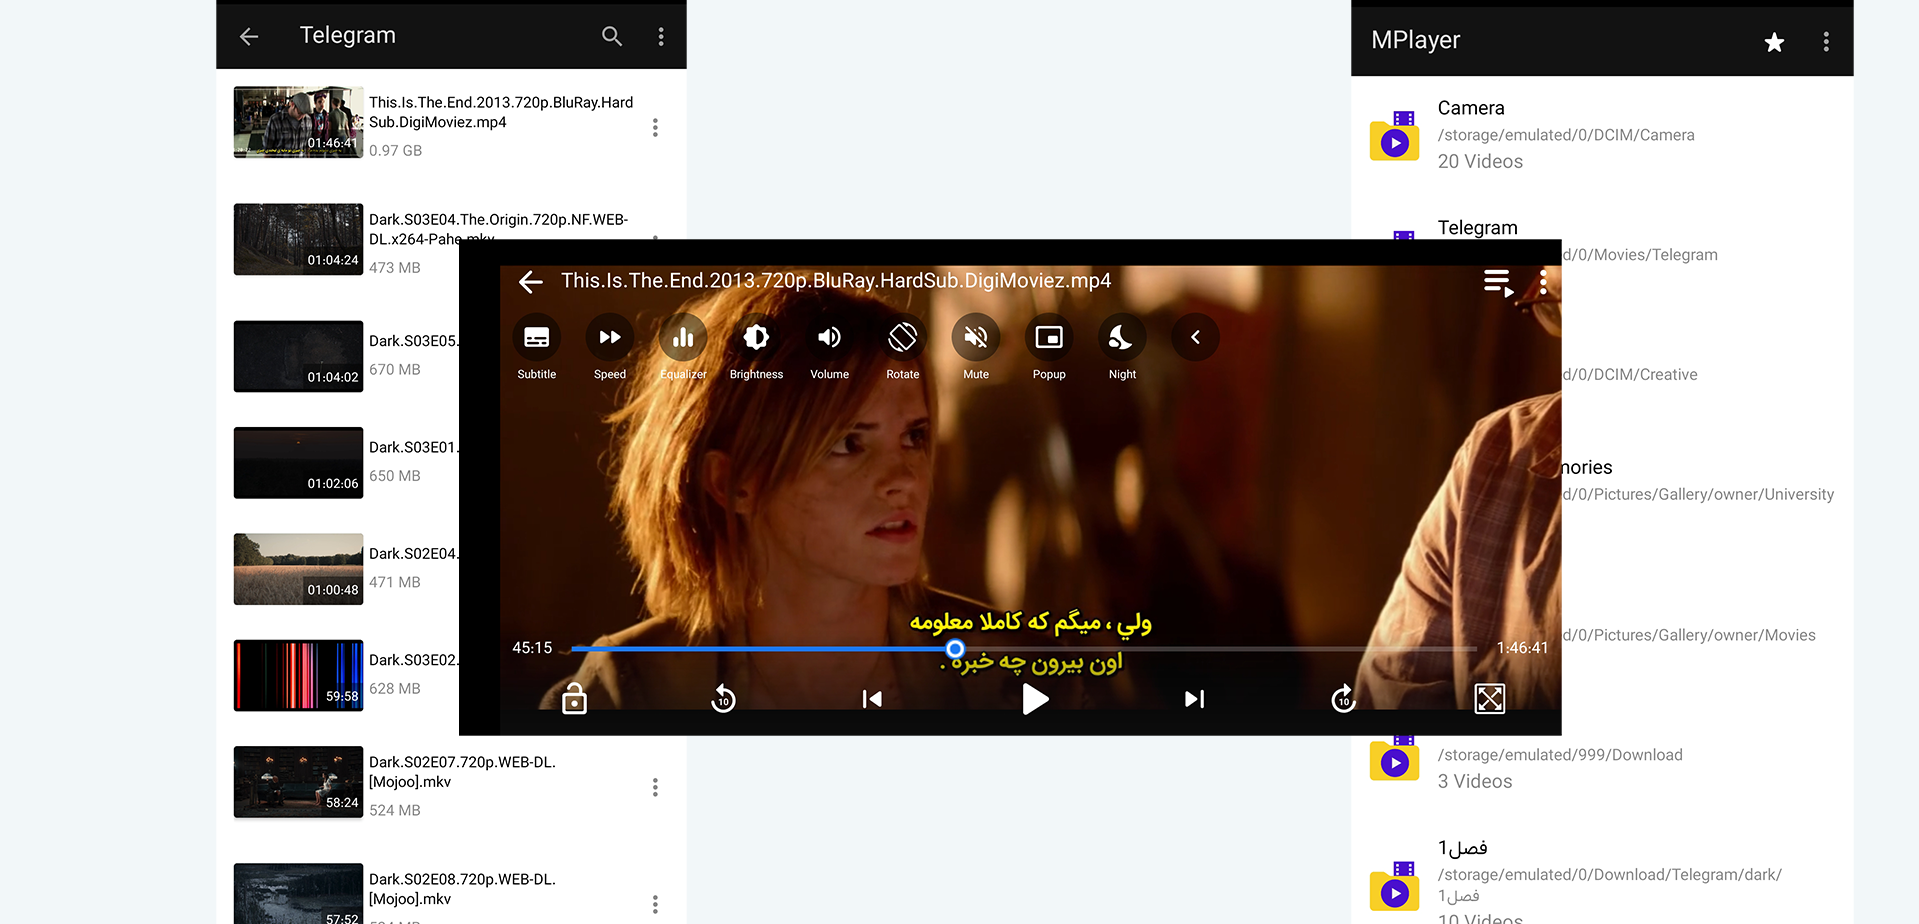 Telegram
This.Is.The.End.2013.720p.BluRay.Hard
Sub.DigiMoviez.mp4
01:46:41
0.97 GB
Dark.S03E04.The.Origin.720p.NF.WEB-
DL.x264-Pahe.mkv
01:04:24
473 MB
Dark.S03E05.
01:04:02
670 MB
Dark.S03E01.
01:02:06
650 MB
Dark.S02E04.
01:00:48
471 MB
Dark.S03E02.
59:58
628 MB
Dark.S02E07.720p.WEB-DL.
[Mojoo].mkv
58:24
524 MB
Dark.S02E08.720p.WEB-DL.
[Mojoo].mkv
57:52
This.Is.The.End.2013.720p.BluRay.HardSub.DigiMoviez.mp4
Subtitle
Speed
Equalizer
Brightness
Volume
Rotate
Mute
Popup
Night
ولي ، ميگم که کاملا معلومه
45:15
1:46:41
اون بيرون چه خبره .
10
10
MPlayer
Camera
/storage/emulated/0/DCIM/Camera
20 Videos
Telegram
d/0/Movies/Telegram
d/0/DCIM/Creative
mories
d/0/Pictures/Gallery/owner/University
d/0/Pictures/Gallery/owner/Movies
/storage/emulated/999/Download
3 Videos
فصل1
/storage/emulated/0/Download/Telegram/dark/
فصل1
10 Videos